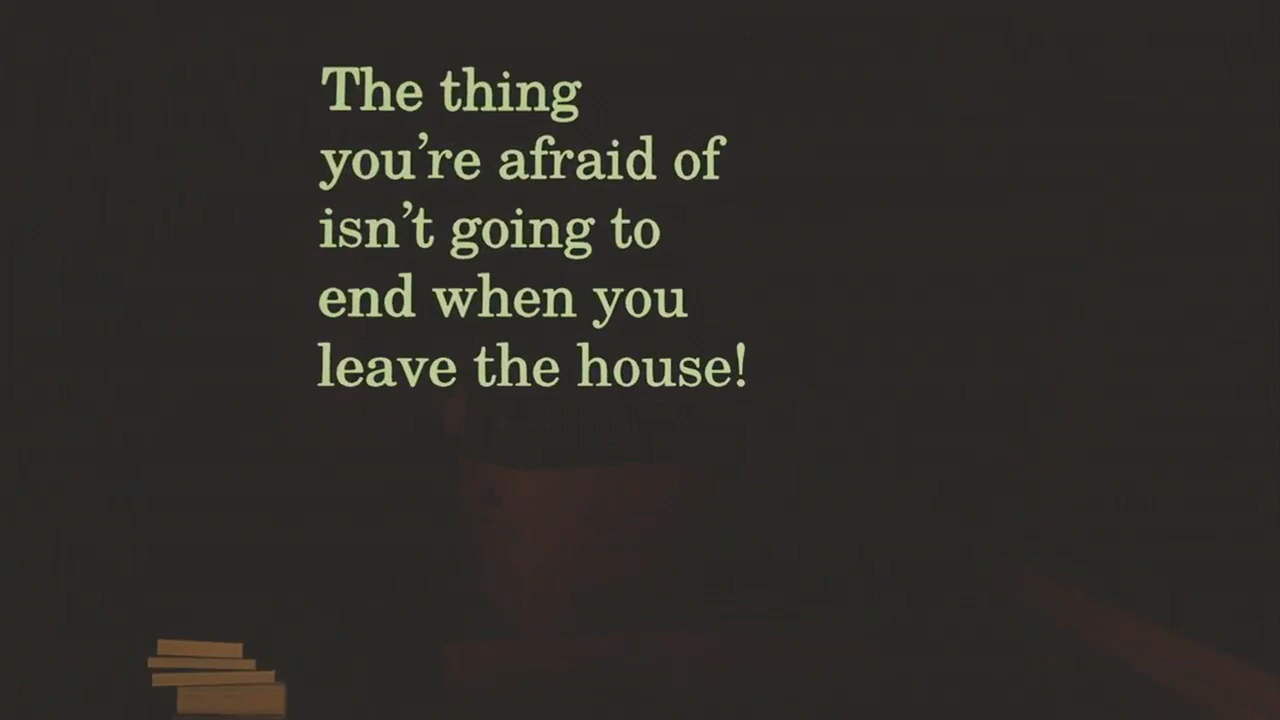 The thing
you’re afraid of
isn’t going to
end when you
leave the house!